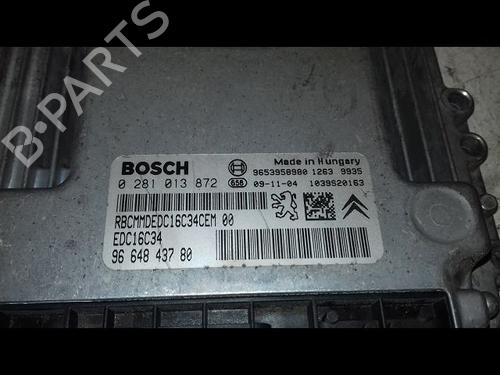 B-PARTS
BOSCH
Made in Hungary
9653958980 1263 9935
0 281 013 872 658 09-11-04 1039S20163
RBCMMDEDC16C34CEM 00
EDC16C34
96 648 437 80